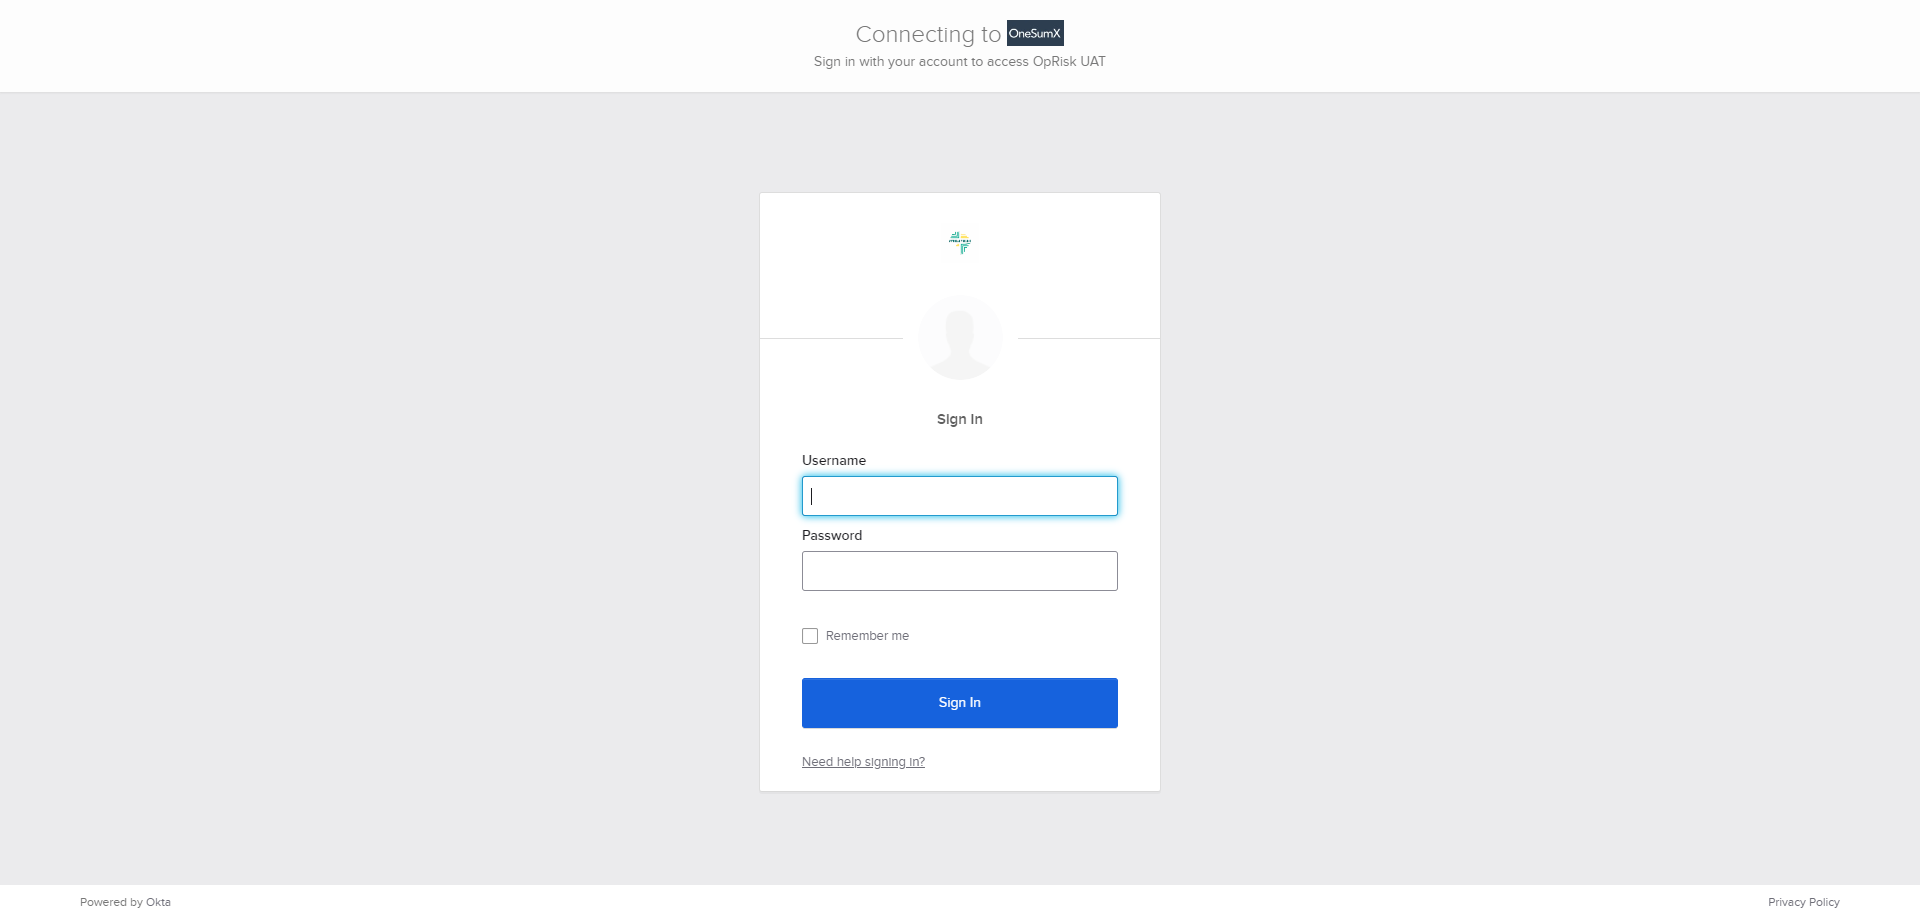 Connecting to OneSumX
Sign in with your account to access OpRisk UAT
Sign In
Username
Password
Remember me
Sign In
Need help signing in?
Powered by Okta
Privacy Policy